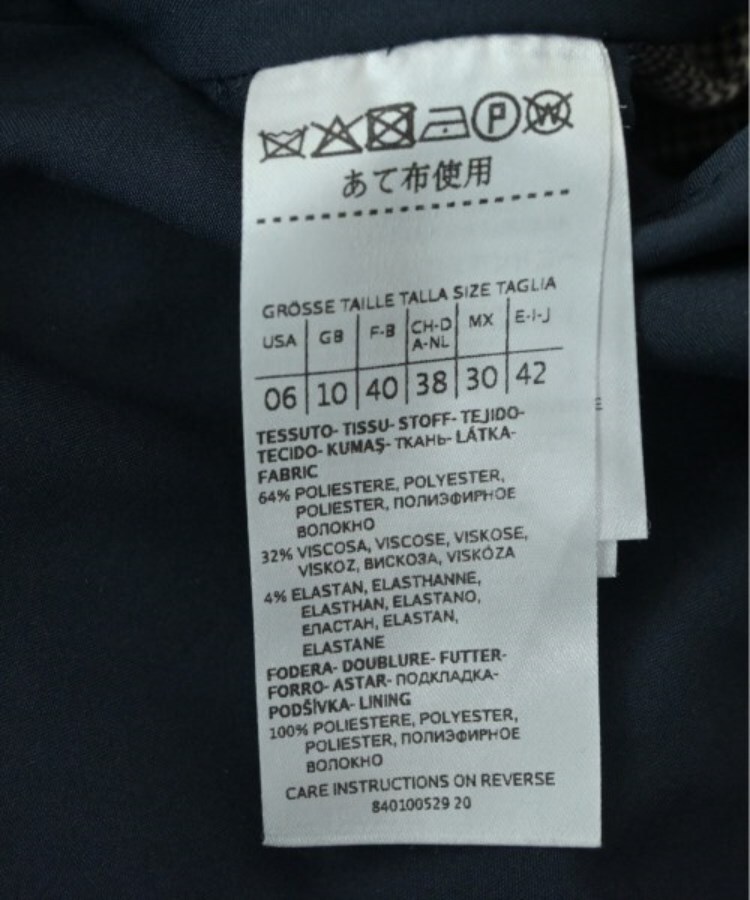 P W
あて布使用
GRÖSSE TAILLE TALLA SIZE TAGLIA
USA GB F-B CH-D A-NL MX E-I-J
06 10 40 38 30 42
TESSUTO- TISSU- STOFF- TEJIDO-
TECIDO- KUMAŞ- ТКАНЬ- LÁTKA-
FABRIC
64% POLIESTERE, POLYESTER,
POLIESTER, ПОЛИЭФИРНОЕ
ВОЛОКНО
32% VISCOSA, VISCOSE, VISKOSE,
VİSKOZ, ВИСКОЗА, VISKÓZA
4% ELASTAN, ELASTHANNE,
ELASTHAN, ELASTANO,
ЕЛАСТАН, ELASTAN,
ELASTANE
FODERA- DOUBLURE- FUTTER-
FORRO- ASTAR- ПОДКЛАДКА-
PODŠÍVKA- LINING
100% POLIESTERE, POLYESTER,
POLIESTER, ПОЛИЭФИРНОЕ
ВОЛОКНО
CARE INSTRUCTIONS ON REVERSE
840100529 20